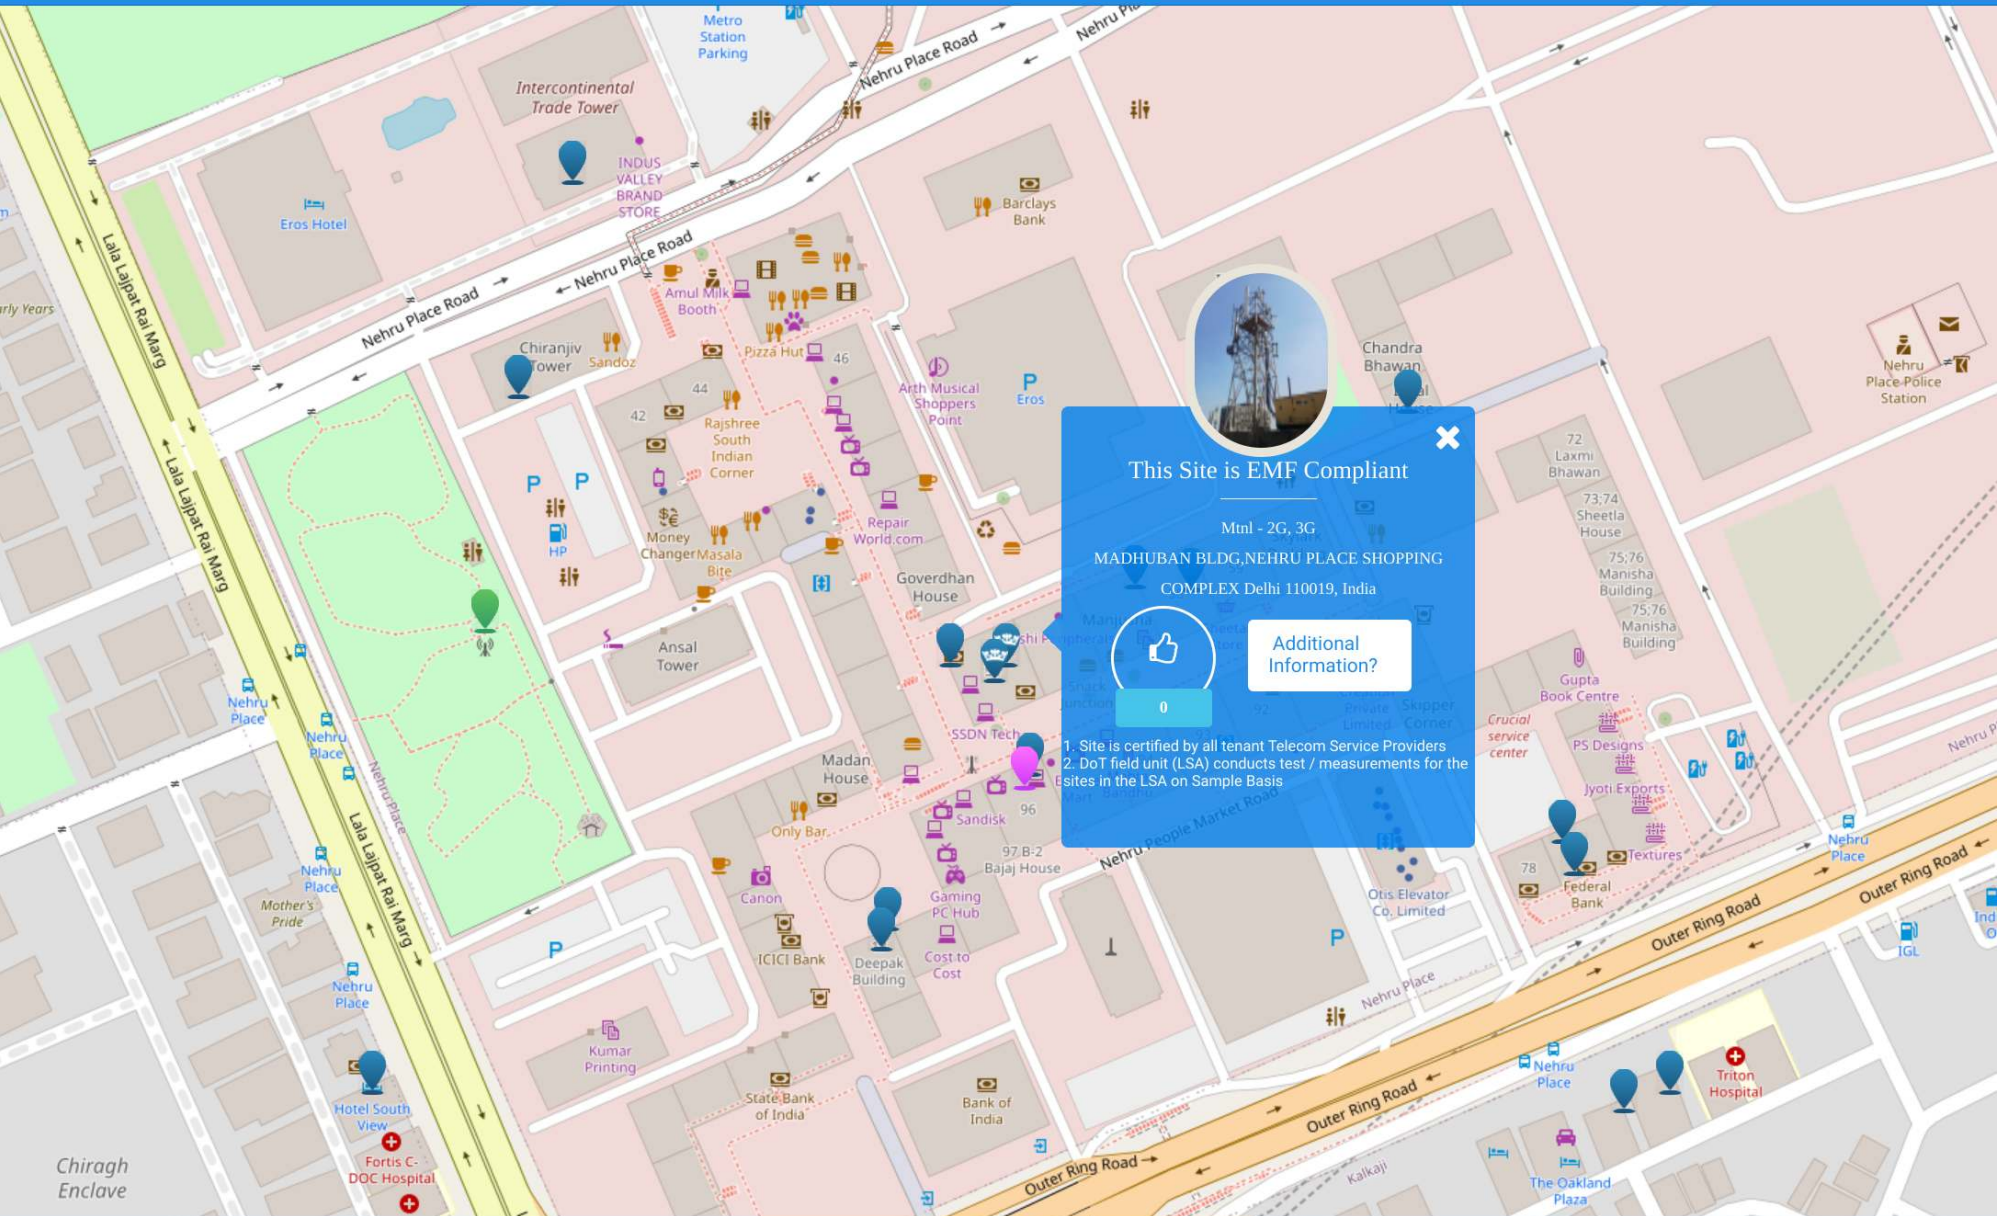 Metro
Station
Parking
Nehru Place Road
Intercontinental
Trade Tower
INDUS
VALLEY
BRAND
STORE
Eros Hotel
Barclays
Bank
Lala Lajpat Rai Marg
Nehru Place Road
Nehru Place Road
Amul Milk
Booth
Chiranjiv
Tower
Sandoz
Pizza Hut
46
44
42
Arth Musical
Shoppers
Point
P
Eros
Chandra
Bhawan
Nehru
Place Police
Station
Rajshree
South
Indian
Corner
72
Laxmi
Bhawan
73;74
Sheetla
House
75;76
Manisha
Building
75;76
Manisha
Building
This Site is EMF Compliant
Mtnl - 2G, 3G
MADHUBAN BLDG,NEHRU PLACE SHOPPING
COMPLEX Delhi 110019, India
Additional
Information?
0
1. Site is certified by all tenant Telecom Service Providers
2. DoT field unit (LSA) conducts test / measurements for the
sites in the LSA on Sample Basis
P
P
HP
Money
Changer
Masala
Bite
Repair
World.com
Goverdhan
House
Lala Lajpat Rai Marg
Ansal
Tower
Nehru
Place
Nehru
Place
Nehru Place
SSDN Tech
Madan
House
Sandisk
96
Only Bar
97 B-2
Bajaj House
Nehru People Market Road
Gupta
Book Centre
Crucial
service
center
PS Designs
Jyoti Exports
Textures
78
Federal
Bank
Nehru
Place
Otis Elevator
Co. Limited
Outer Ring Road
Outer Ring Road
IGL
Nehru
Place
Lala Lajpat Rai Marg
Mother's
Pride
Canon
Gaming
PC Hub
ICICI Bank
Deepak
Building
Cost to
Cost
P
P
Nehru Place
Nehru
Place
Kumar
Printing
State Bank
of India
Bank of
India
Nehru
Place
Triton
Hospital
Outer Ring Road
Outer Ring Road
Hotel South
View
Fortis C-
DOC Hospital
Chiragh
Enclave
Kalkaji
The Oakland
Plaza